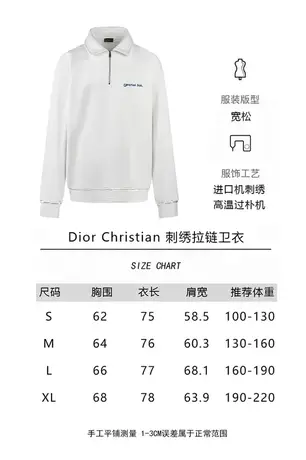 服装版型
宽松
服饰工艺
进口机刺绣
高温过朴机
Dior Christian 刺绣拉链卫衣
SIZE CHART
尺码 胸围 衣长 肩宽 推荐体重
S 62 75 58.5 100-130
M 64 76 60.3 130-160
L 66 77 68.1 160-190
XL 68 78 63.9 190-220
手工平铺测量 1-3CM误差属于正常范围